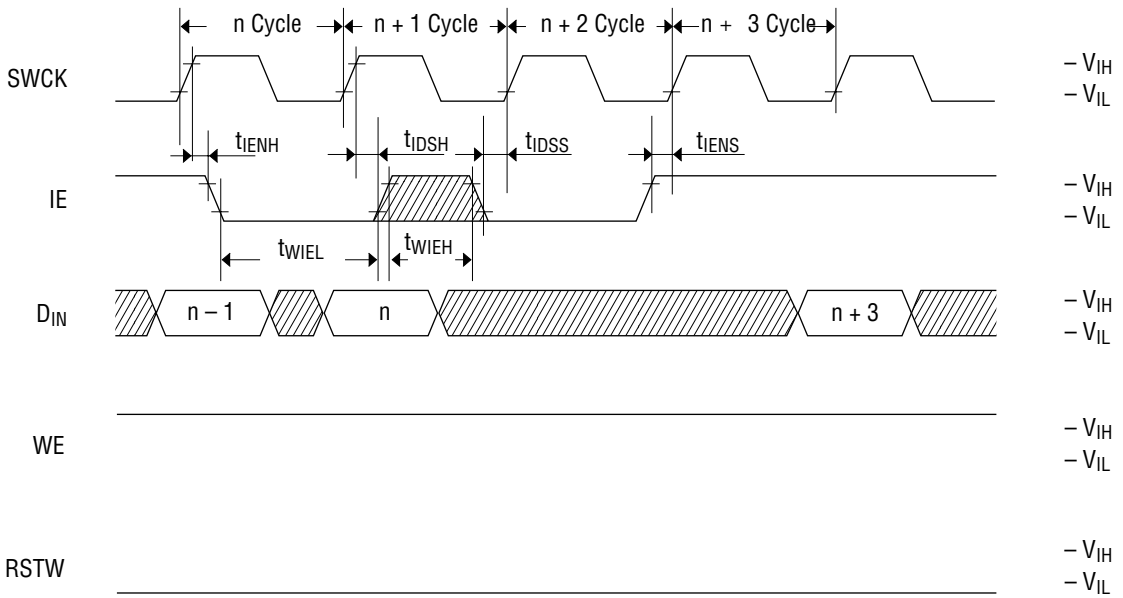 n Cycle n + 1 Cycle n + 2 Cycle n + 3 Cycle
SWCK
– VIH
– VIL
tIENH tIDSH tIDSS tIENS
IE
– VIH
– VIL
tWIEL tWIEH
DIN
n – 1 n n + 3
– VIH
– VIL
WE
– VIH
– VIL
RSTW
– VIH
– VIL